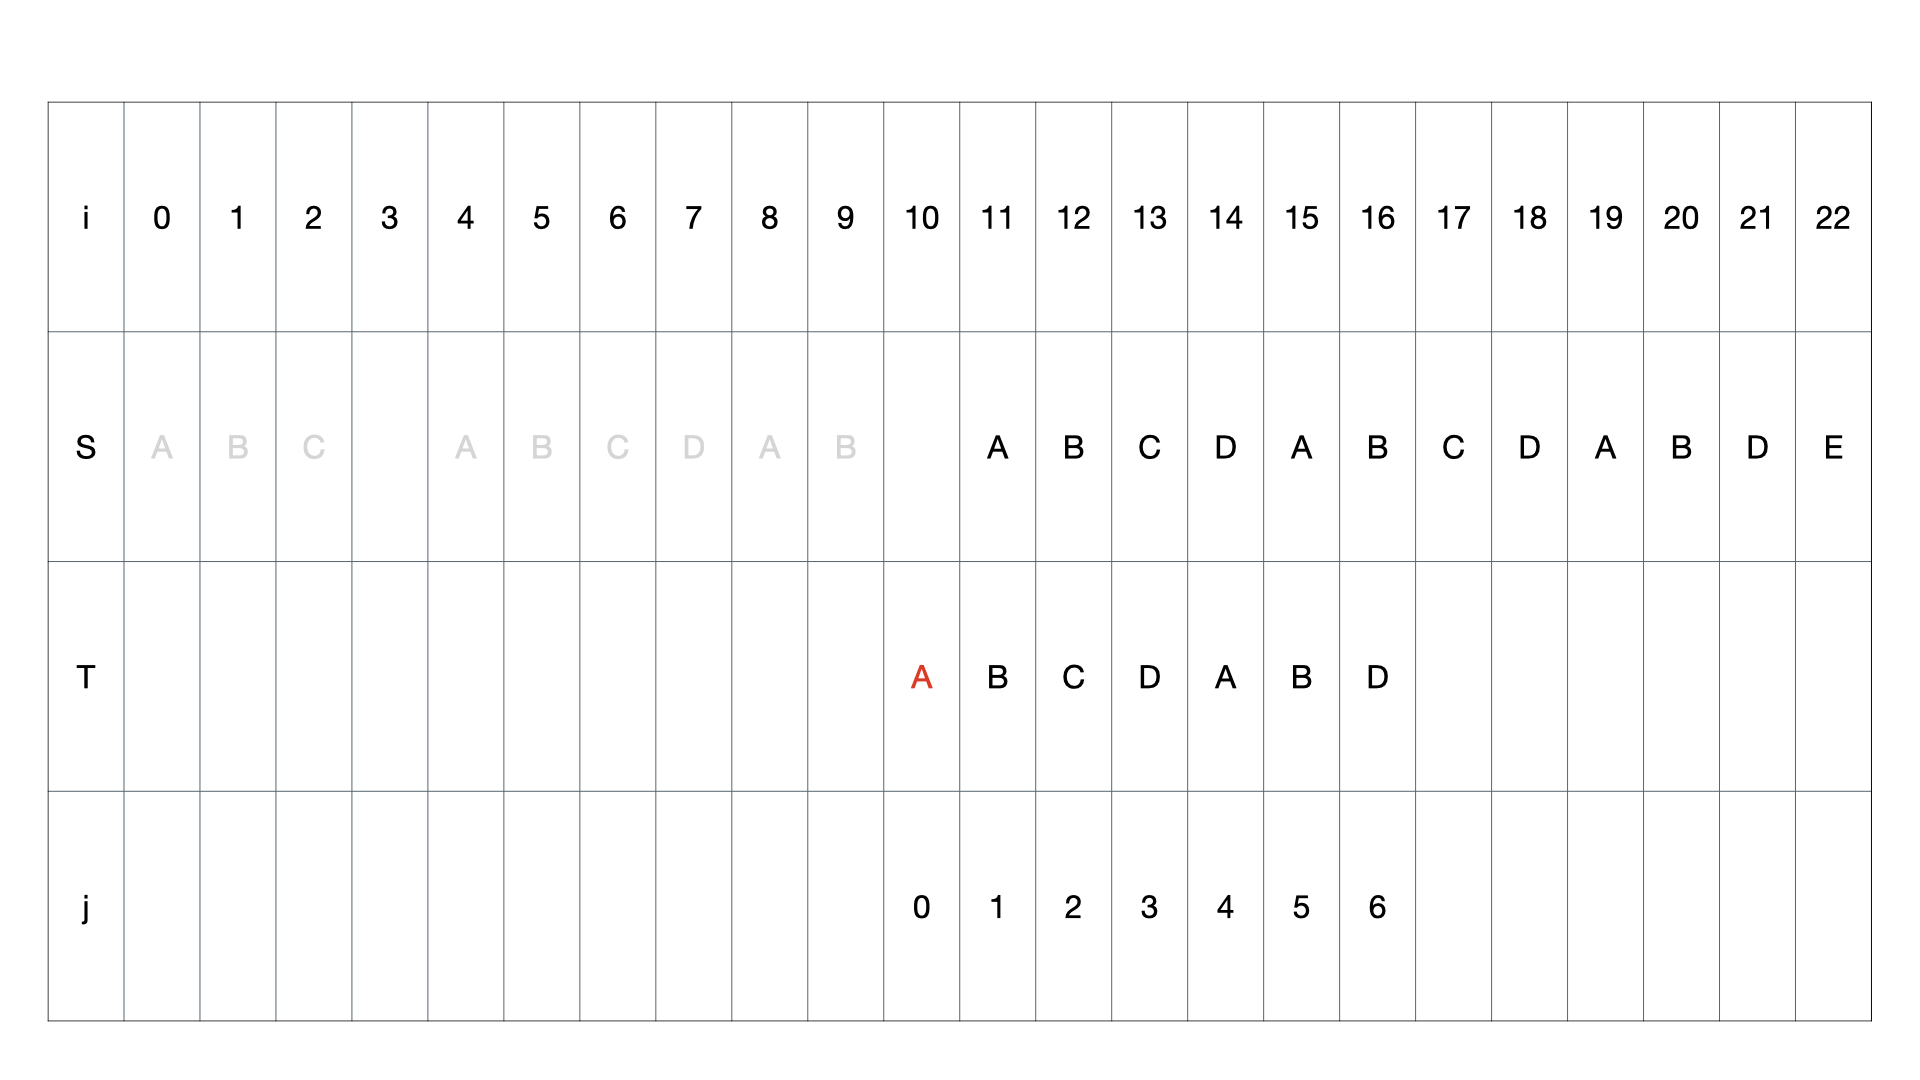 i 0 1 2 3 4 5 6 7 8 9 10 11 12 13 14 15 16 17 18 19 20 21 22
S A B C A B C D A B A B C D A B C D A B D E
T A B C D A B D
j 0 1 2 3 4 5 6